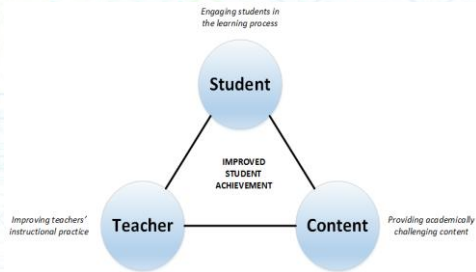 Engaging students in
the learning process
Student
IMPROVED
STUDENT
ACHIEVEMENT
Improving teachers’
instructional practice
Teacher
Content
Providing academically
challenging content